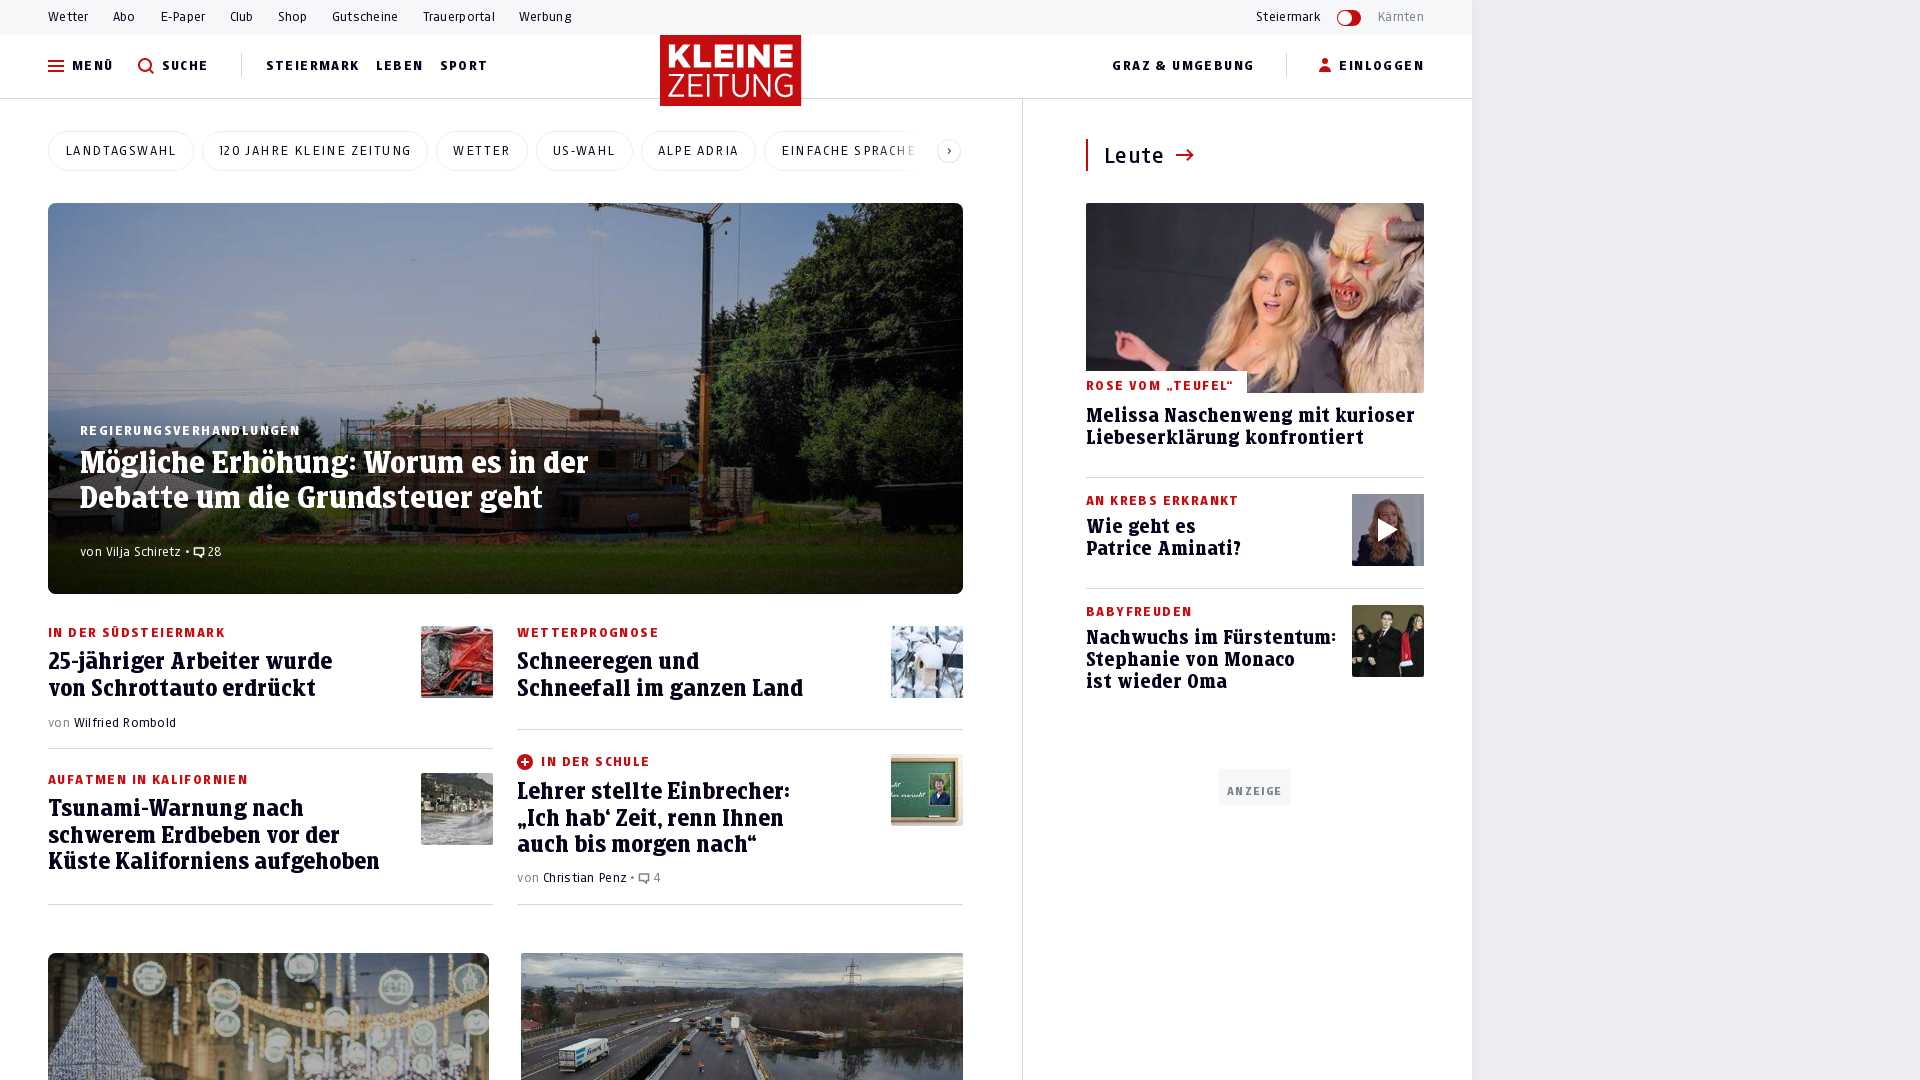 Wetter Abo E-Paper Club Shop Gutscheine Trauerportal Werbung Steiermark Kärnten
MENÜ SUCHE STEIERMARK LEBEN SPORT KLEINE ZEITUNG GRAZ & UMGEBUNG EINLOGGEN
LANDTAGSWAHL 120 JAHRE KLEINE ZEITUNG WETTER US-WAHL ALPE ADRIA EINFACHE SPRACHE
REGIERUNGSVERHANDLUNGEN
Mögliche Erhöhung: Worum es in der
Debatte um die Grundsteuer geht
von Vilja Schiretz • 28
IN DER SÜDSTEIERMARK
25-jähriger Arbeiter wurde
von Schrottauto erdrückt
von Wilfried Rombold
AUFATMEN IN KALIFORNIEN
Tsunami-Warnung nach
schwerem Erdbeben vor der
Küste Kaliforniens aufgehoben
WETTERPROGNOSE
Schneeregen und
Schneefall im ganzen Land
IN DER SCHULE
Lehrer stellte Einbrecher:
„Ich hab‘ Zeit, renn Ihnen
auch bis morgen nach“
von Christian Penz • 4
Leute
ROSE VOM „TEUFEL“
Melissa Naschenweng mit kurioser
Liebeserklärung konfrontiert
AN KREBS ERKRANKT
Wie geht es
Patrice Aminati?
BABYFREUDEN
Nachwuchs im Fürstentum:
Stephanie von Monaco
ist wieder Oma
ANZEIGE